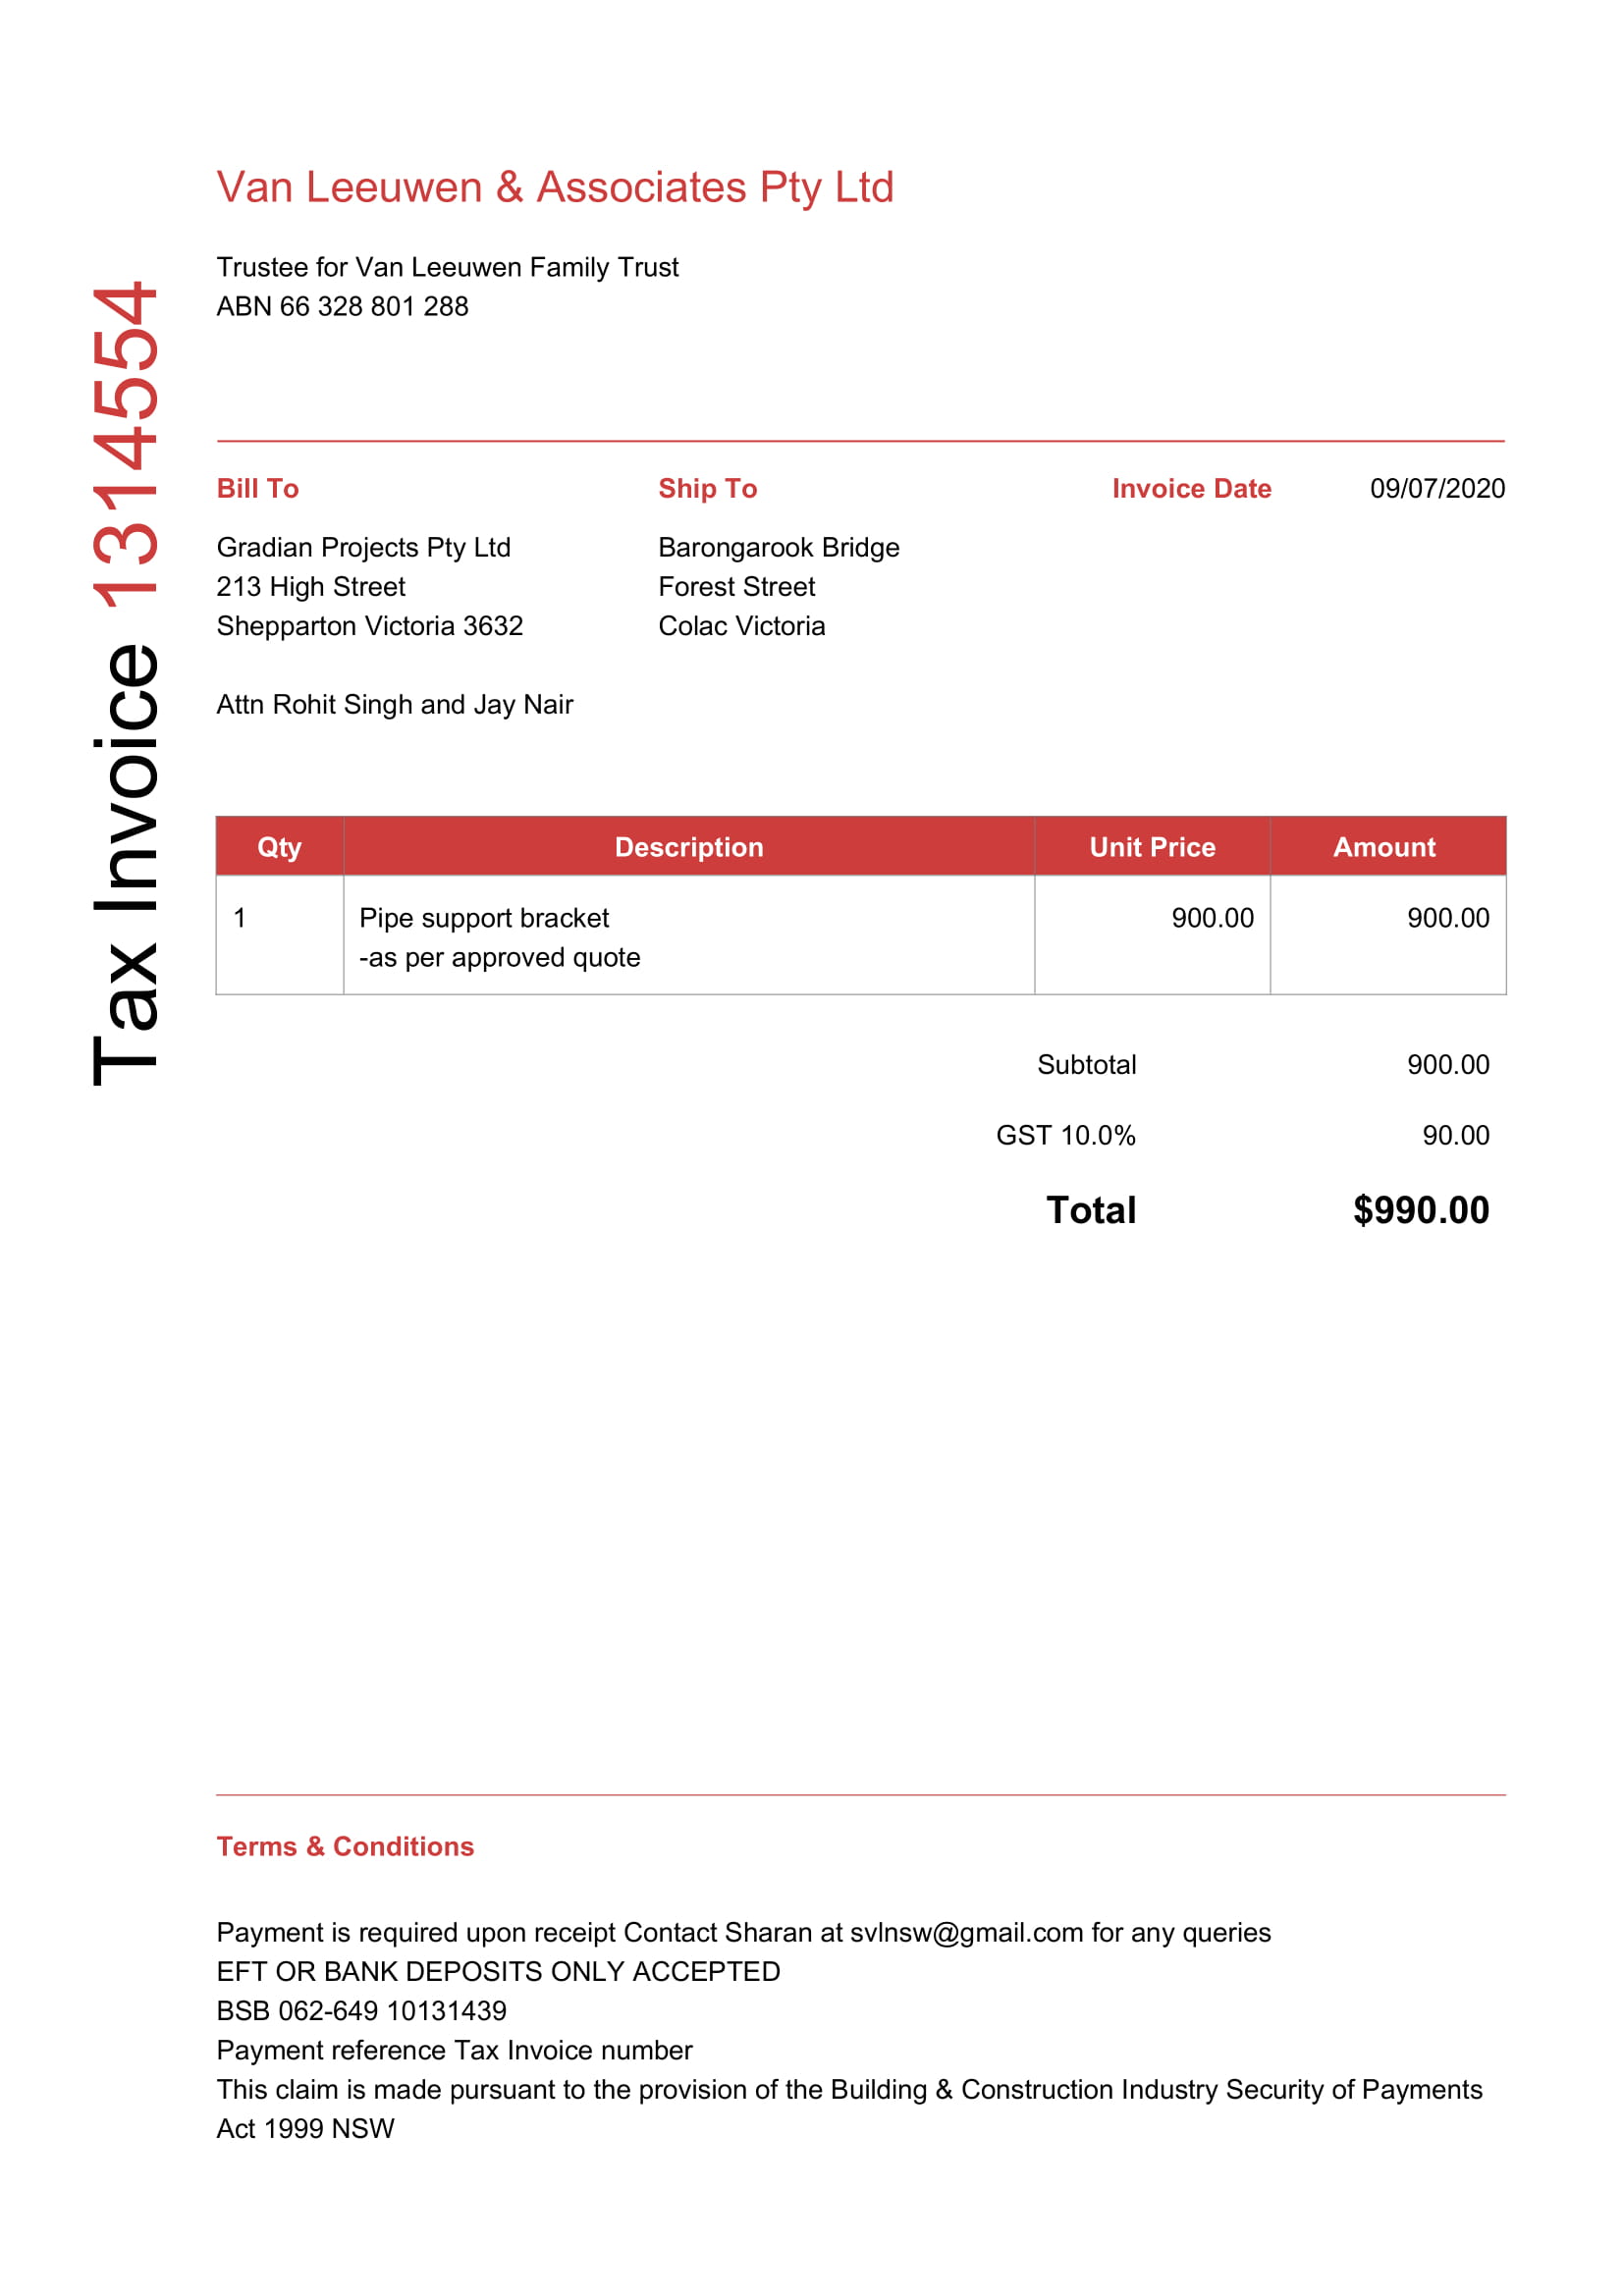 Van Leeuwen & Associates Pty Ltd
Trustee for Van Leeuwen Family Trust
ABN 66 328 801 288
Tax Invoice 1314554
Bill To
Gradian Projects Pty Ltd
213 High Street
Shepparton Victoria 3632
Attn Rohit Singh and Jay Nair
Ship To
Barongarook Bridge
Forest Street
Colac Victoria
Invoice Date 09/07/2020
Qty Description Unit Price Amount
1 Pipe support bracket 900.00 900.00
-as per approved quote
Subtotal 900.00
GST 10.0% 90.00
Total $990.00
Terms & Conditions
Payment is required upon receipt Contact Sharan at svlnsw@gmail.com for any queries
EFT OR BANK DEPOSITS ONLY ACCEPTED
BSB 062-649 10131439
Payment reference Tax Invoice number
This claim is made pursuant to the provision of the Building & Construction Industry Security of Payments
Act 1999 NSW